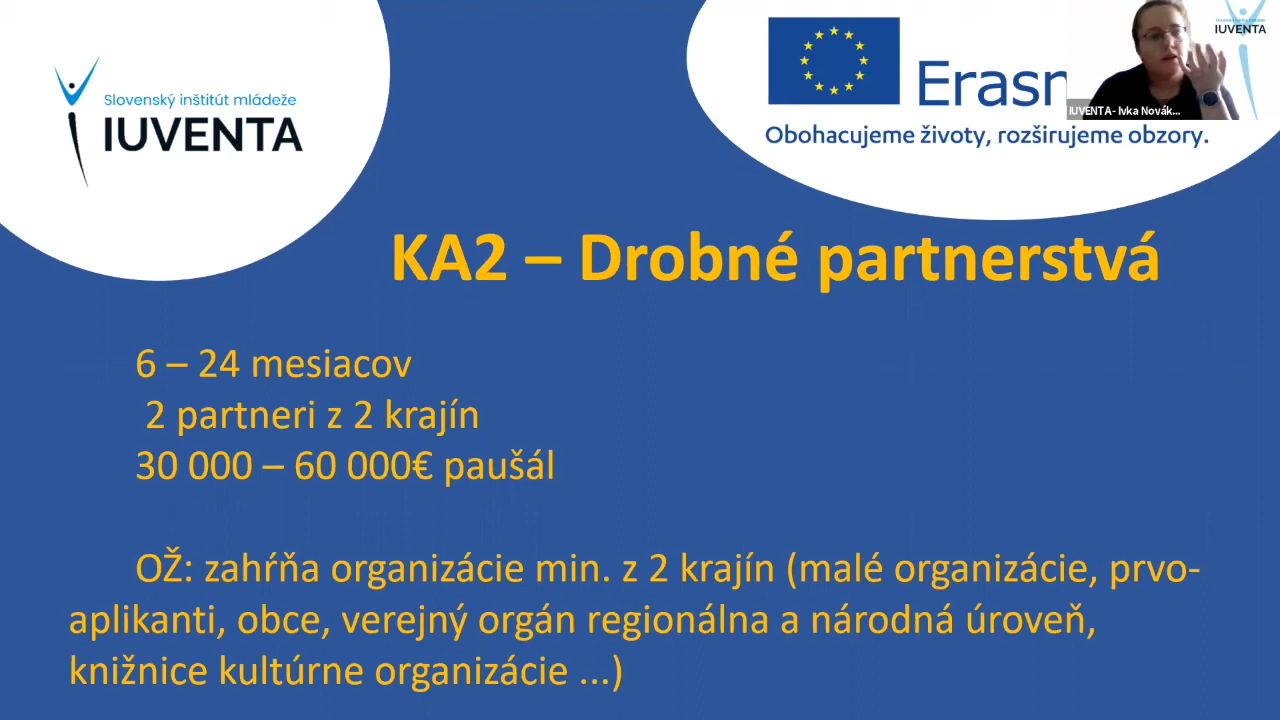 Slovenský inštitút mládeže
IUVENTA
Erasm
Obohacujeme životy, rozširujeme obzory.
IUVENTA
IUVENTA - Ivka Novák...
KA2 – Drobné partnerstvá
6 – 24 mesiacov
2 partneri z 2 krajín
30 000 – 60 000€ paušál
OŽ: zahŕňa organizácie min. z 2 krajín (malé organizácie, prvo-
aplikanti, obce, verejný orgán regionálna a národná úroveň,
knižnice kultúrne organizácie ...)